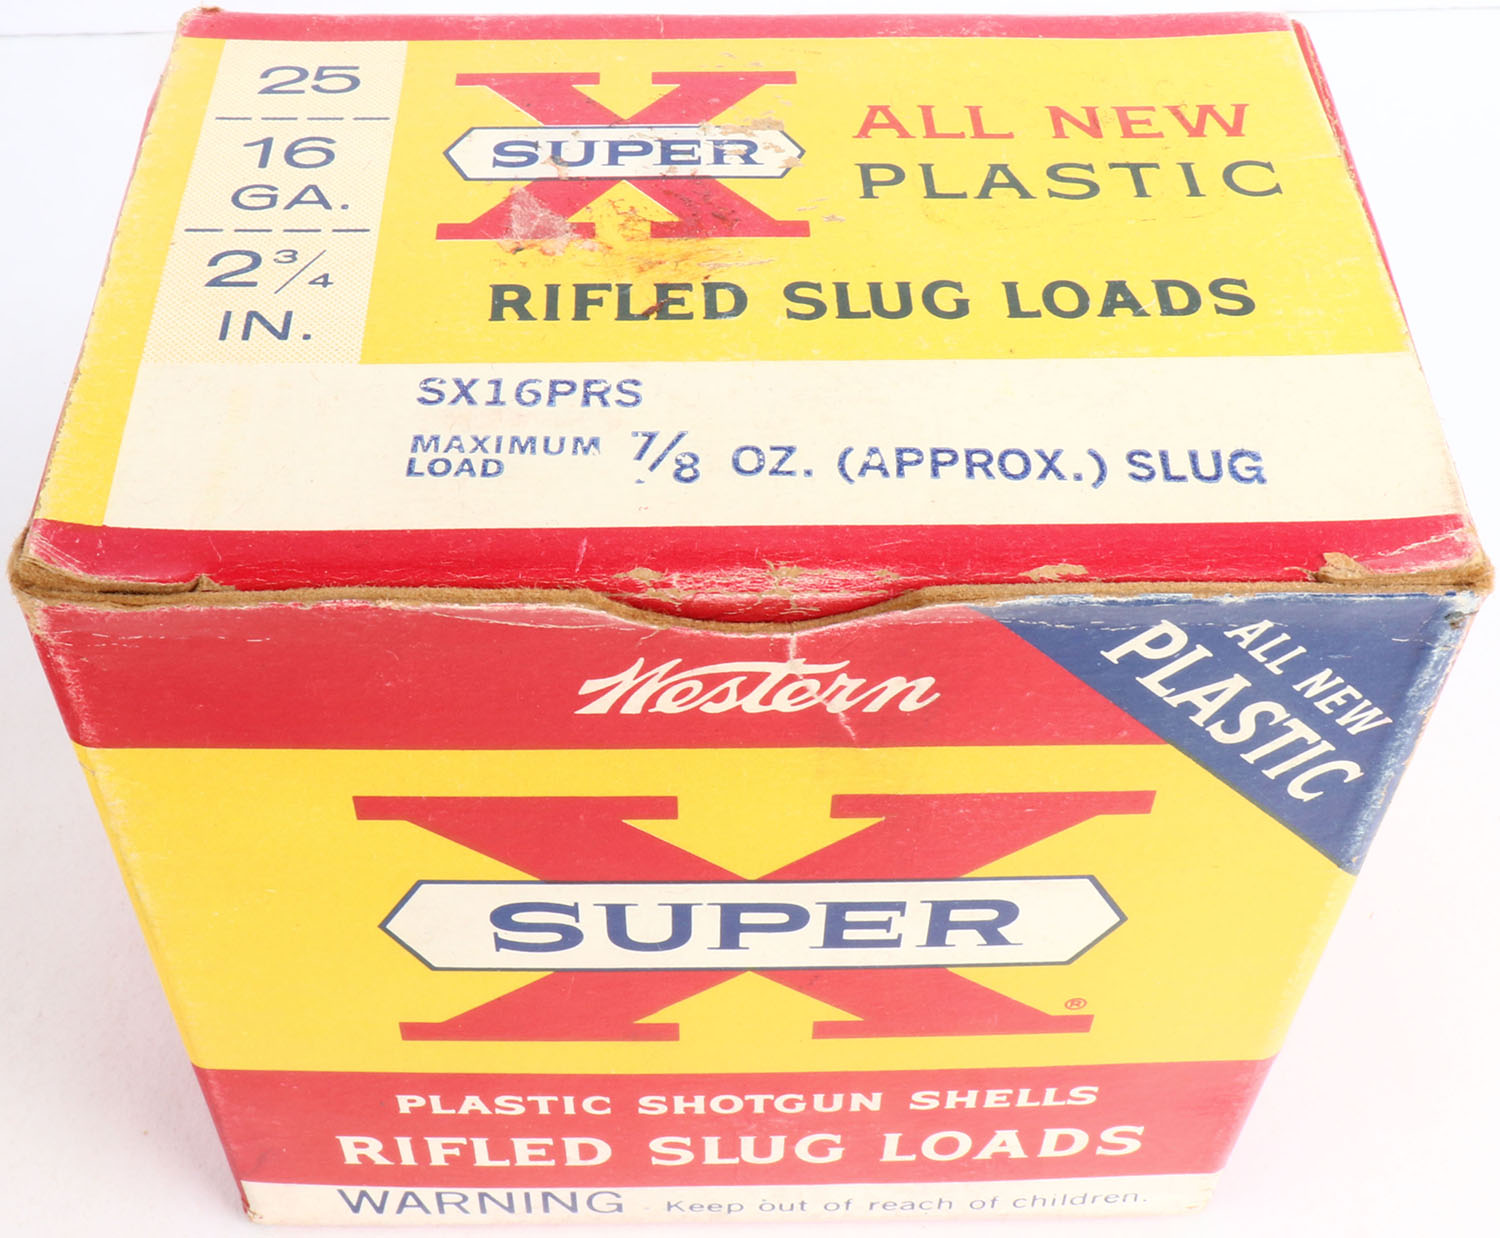 25
16
GA.
2 3/4
IN.
X
SUPER
ALL NEW
PLASTIC
RIFLED SLUG LOADS
SX16PRS
MAXIMUM
LOAD
7/8 OZ. (APPROX.) SLUG
Western
ALL NEW
PLASTIC
X
SUPER
®
PLASTIC SHOTGUN SHELLS
RIFLED SLUG LOADS
WARNING - Keep out of reach of children.